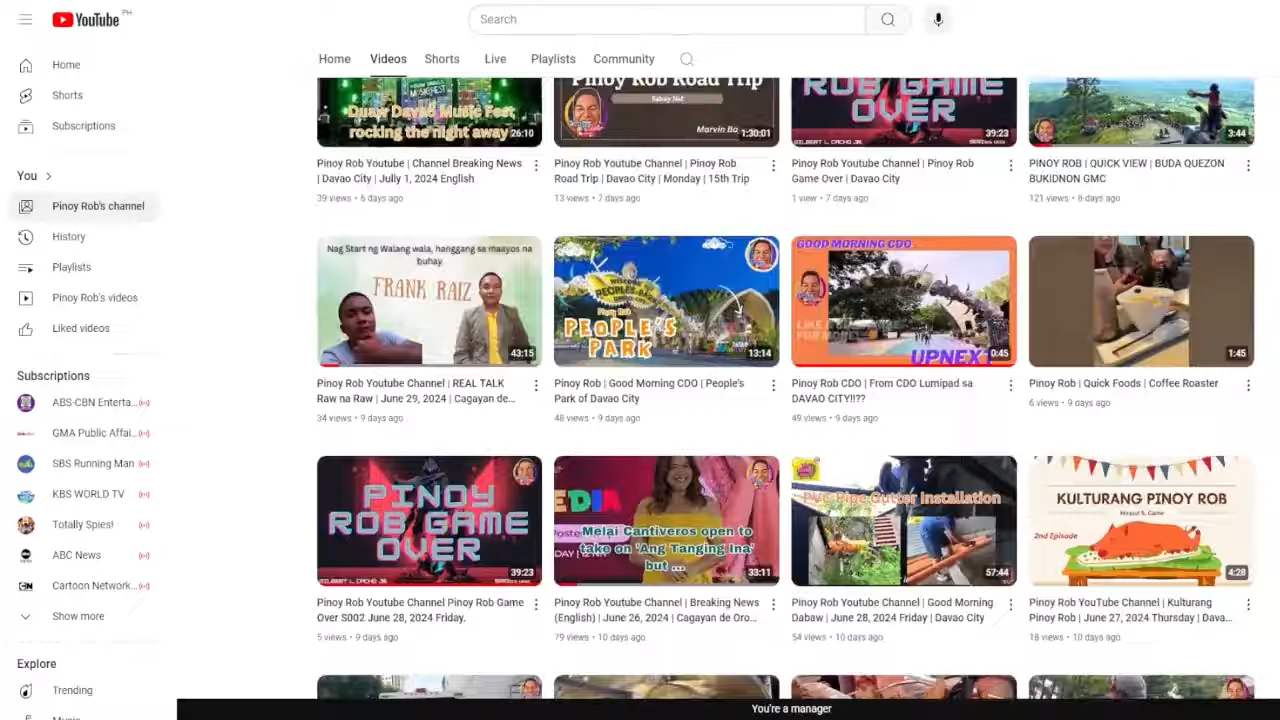 YouTube PH
Search
Home
Videos
Shorts
Live
Playlists
Community
Home
Shorts
Subscriptions
You
Pinoy Rob's channel
History
Playlists
Pinoy Rob's videos
Liked videos
Subscriptions
ABS-CBN Enterta...
GMA Public Affai...
SBS Running Man
KBS WORLD TV
Totally Spies!
ABC News
Cartoon Network...
Show more
Explore
Trending
Music
Duaw Davao Music Fest
rocking the night away
26:10
Pinoy Rob Youtube | Channel Breaking News
| Davao City | Jully 1, 2024 English
39 views • 6 days ago
Pinoy Rob Road Trip
Sabay Na!
Marvin Ba
1:30:01
Pinoy Rob Youtube Channel | Pinoy Rob
Road Trip | Davao City | Monday | 15th Trip
13 views • 7 days ago
ROB GAME
OVER
GILBERT L. CACHO JR.
39:23
Pinoy Rob Youtube Channel | Pinoy Rob
Game Over | Davao City
1 view • 7 days ago
3:44
PINOY ROB | QUICK VIEW | BUDA QUEZON
BUKIDNON GMC
121 views • 8 days ago
Nag Start ng Walang wala, hanggang sa maayos na
buhay.
FRANK RAIZ
43:15
Pinoy Rob Youtube Channel | REAL TALK
Raw na Raw | June 29, 2024 | Cagayan de...
34 views • 9 days ago
Pinoy Rob
PEOPLE'S
PARK
13:14
Pinoy Rob | Good Morning CDO | People's
Park of Davao City
48 views • 9 days ago
GOOD MORNING CDO
UPNEXT
0:45
Pinoy Rob CDO | From CDO Lumipad sa
DAVAO CITY!!??
49 views • 9 days ago
1:45
Pinoy Rob | Quick Foods | Coffee Roaster
6 views • 9 days ago
PINOY
ROB GAME
OVER
GILBERT L. CACHO JR.
39:23
Pinoy Rob Youtube Channel Pinoy Rob Game
Over S002 June 28, 2024 Friday.
5 views • 9 days ago
EDIA
Melai Cantiveros open to
take on 'Ang Tanging Ina'
but ...
33:11
Pinoy Rob Youtube Channel | Breaking News
(English) | June 26, 2024 | Cagayan de Oro...
79 views • 10 days ago
PVC Pipe Gutter Installation
57:44
Pinoy Rob Youtube Channel | Good Morning
Dabaw | June 28, 2024 Friday | Davao City
54 views • 10 days ago
KULTURANG PINOY ROB
2nd Episode
4:28
Pinoy Rob YouTube Channel | Kulturang
Pinoy Rob | June 27, 2024 Thursday | Dava...
18 views • 10 days ago
You're a manager